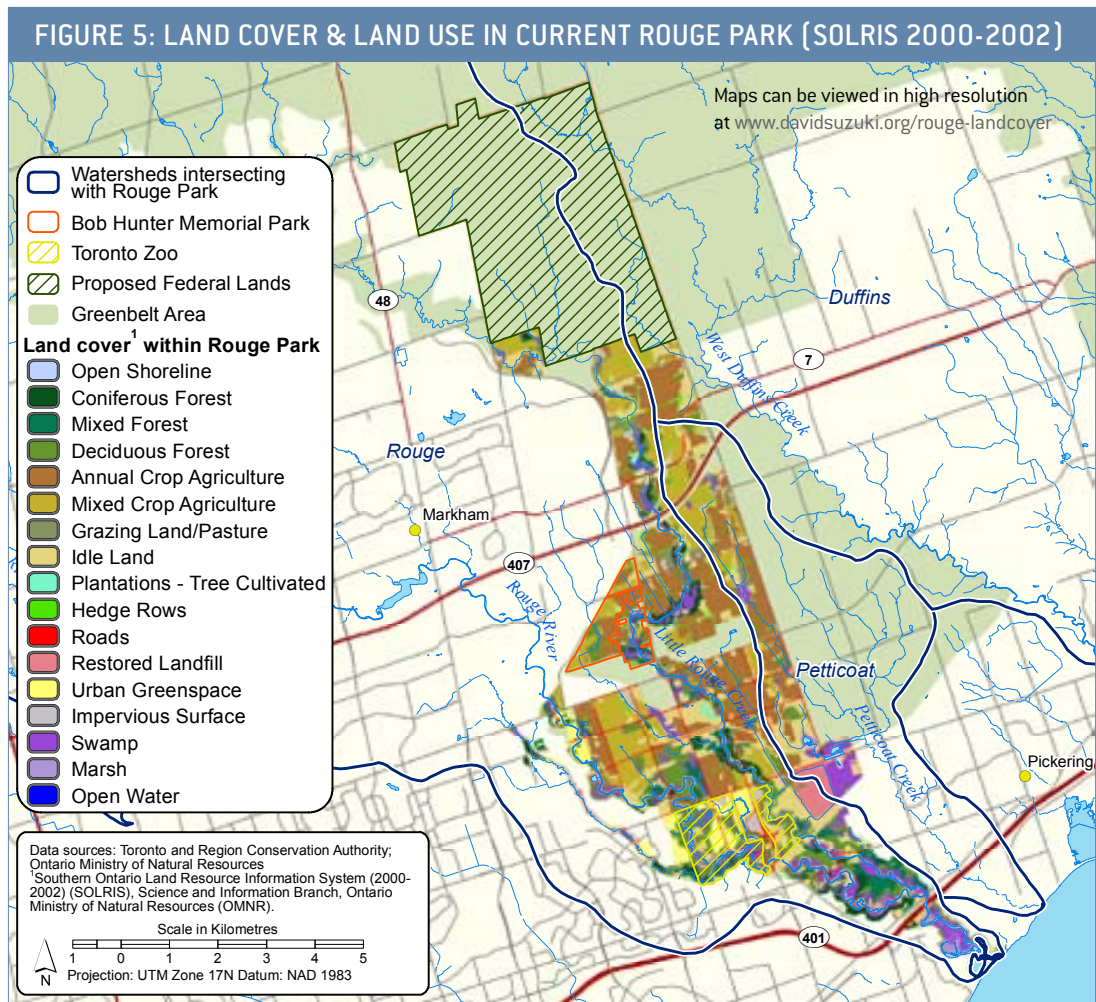 FIGURE 5: LAND COVER & LAND USE IN CURRENT ROUGE PARK (SOLRIS 2000-2002)
Maps can be viewed in high resolution
at www.davidsuzuki.org/rouge-landcover
Watersheds intersecting
with Rouge Park
Bob Hunter Memorial Park
Toronto Zoo
Proposed Federal Lands
Greenbelt Area
Land cover¹ within Rouge Park
Open Shoreline
Coniferous Forest
Mixed Forest
Deciduous Forest
Annual Crop Agriculture
Mixed Crop Agriculture
Grazing Land/Pasture
Idle Land
Plantations - Tree Cultivated
Hedge Rows
Roads
Restored Landfill
Urban Greenspace
Impervious Surface
Swamp
Marsh
Open Water
48
Duffins
7
West Duffins Creek
Rouge
Markham
407
Rouge River
Little Rouge Creek
Petticoat
Petticoat Creek
Pickering
401
Data sources: Toronto and Region Conservation Authority;
Ontario Ministry of Natural Resources
¹Southern Ontario Land Resource Information System (2000-
2002) (SOLRIS), Science and Information Branch, Ontario
Ministry of Natural Resources (OMNR).
Scale in Kilometres
1 0 1 2 3 4 5
N
Projection: UTM Zone 17N Datum: NAD 1983